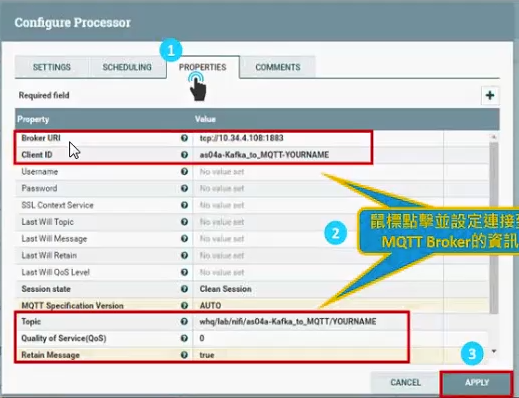 Configure Processor
1
SETTINGS SCHEDULING PROPERTIES COMMENTS
Required field
Property Value
Broker URI tcp://10.34.4.108:1883
Client ID as04a-Kafka_to_MQTT-YOURNAME
Username No value set
Password No value set
SSL Context Service No value set
Last Will Topic No value set
Last Will Message No value set
Last Will Retain No value set
Last Will QoS Level No value set
Session state Clean Session
MQTT Specification Version AUTO
Topic whq/lab/nifi/as04a-Kafka_to_MQTT/YOURNAME
Quality of Service(QoS) 0
Retain Message true
2
鼠標點擊並設定連接到
MQTT Broker的資訊
3
CANCEL APPLY